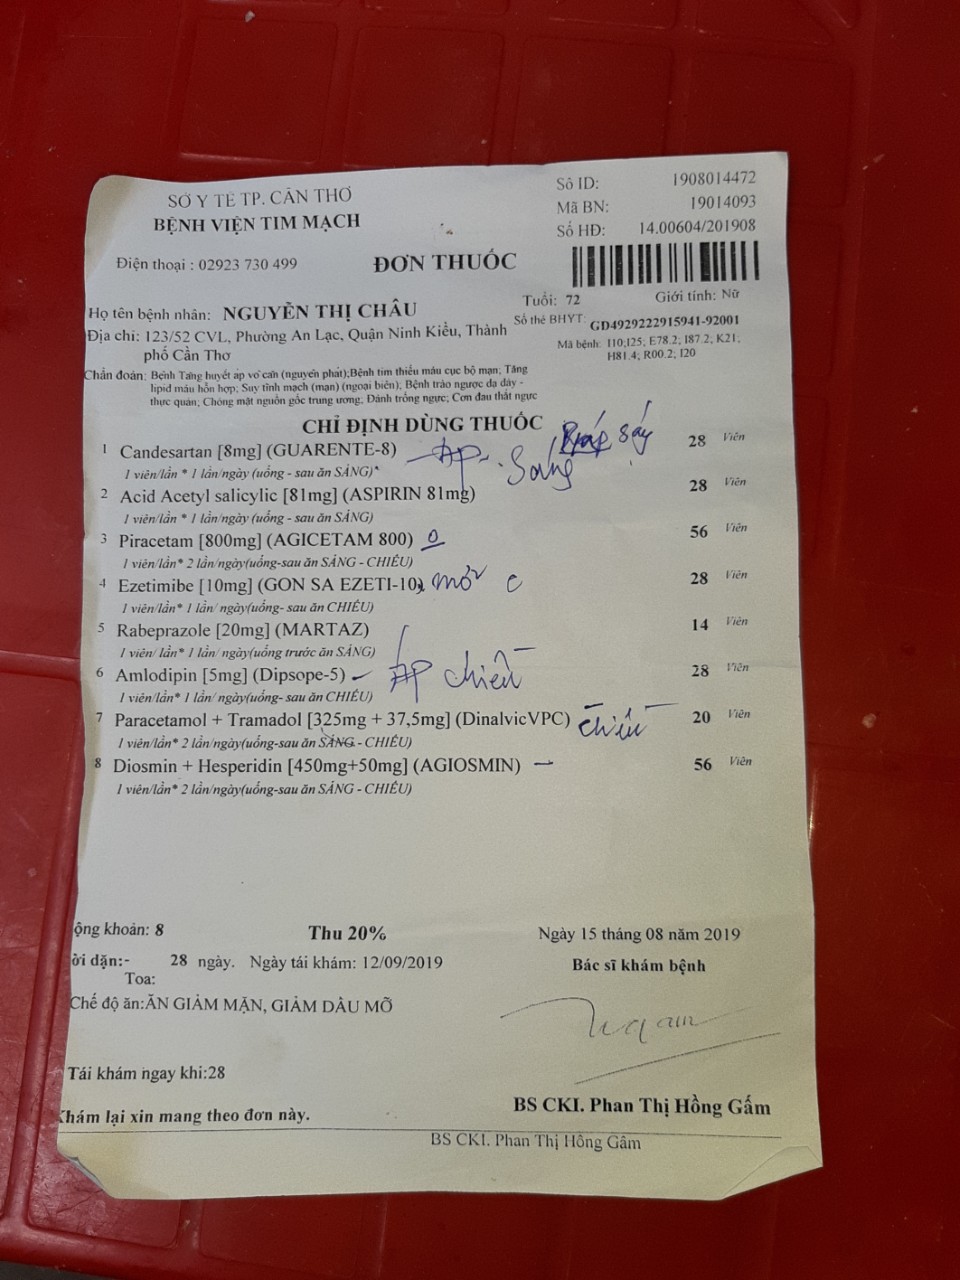 SỞ Y TẾ TP. CẦN THƠ
BỆNH VIỆN TIM MẠCH
Điện thoại : 02923 730 499
ĐƠN THUỐC
Số ID: 1908014472
Mã BN: 19014093
Số HĐ: 14.00604/201908
Họ tên bệnh nhân: NGUYỄN THỊ CHÂU
Tuổi: 72 Giới tính: Nữ
Địa chỉ: 123/52 CVL, Phường An Lạc, Quận Ninh Kiều, Thành
phố Cần Thơ
Số thẻ BHYT: GD4929222915941-92001
Mã bệnh: I10;I25; E78.2; I87.2; K21;
H81.4; R00.2; I20
Chẩn đoán: Bệnh Tăng huyết áp vô căn (nguyên phát);Bệnh tim thiếu máu cục bộ mạn; Tăng
lipid máu hỗn hợp; Suy tĩnh mạch (mạn) (ngoại biên); Bệnh trào ngược dạ dày -
thực quản; Chóng mặt nguồn gốc trung ương; Đánh trống ngực; Cơn đau thắt ngực
CHỈ ĐỊNH DÙNG THUỐC
1 Candesartan [8mg] (GUARENTE-8) Sáng 28 Viên
1 viên/lần * 1 lần/ngày (uống - sau ăn SÁNG)*
2 Acid Acetyl salicylic [81mg] (ASPIRIN 81mg) 28 Viên
1 viên/lần * 1 lần/ngày (uống - sau ăn SÁNG)
3 Piracetam [800mg] (AGICETAM 800) 56 Viên
1 viên/lần* 2 lần/ngày(uống-sau ăn SÁNG - CHIỀU)
4 Ezetimibe [10mg] (GON SA EZETI-10) mỡ c 28 Viên
1 viên/lần* 1 lần/ ngày(uống- sau ăn CHIỀU)
5 Rabeprazole [20mg] (MARTAZ) 14 Viên
1 viên/lần* 1 lần/ ngày(uống trước ăn SÁNG)
6 Amlodipin [5mg] (Dipsope-5) AP chiều 28 Viên
1 viên/lần* 1 lần/ ngày(uống- sau ăn CHIỀU)
7 Paracetamol + Tramadol [325mg + 37,5mg] (DinalvicVPC) chiều 20 Viên
1 viên/lần* 2 lần/ngày(uống-sau ăn SÁNG - CHIỀU)
8 Diosmin + Hesperidin [450mg+50mg] (AGIOSMIN) 56 Viên
1 viên/lần* 2 lần/ngày(uống-sau ăn SÁNG - CHIỀU)
ộng khoản: 8 Thu 20% Ngày 15 tháng 08 năm 2019
ời dặn:- 28 ngày. Ngày tái khám: 12/09/2019 Bác sĩ khám bệnh
Toa:
Chế độ ăn:ĂN GIẢM MẶN, GIẢM DẦU MỠ
Tái khám ngay khi:28
BS CKI. Phan Thị Hồng Gấm
Khám lại xin mang theo đơn này.
BS CKI. Phan Thị Hồng Gấm